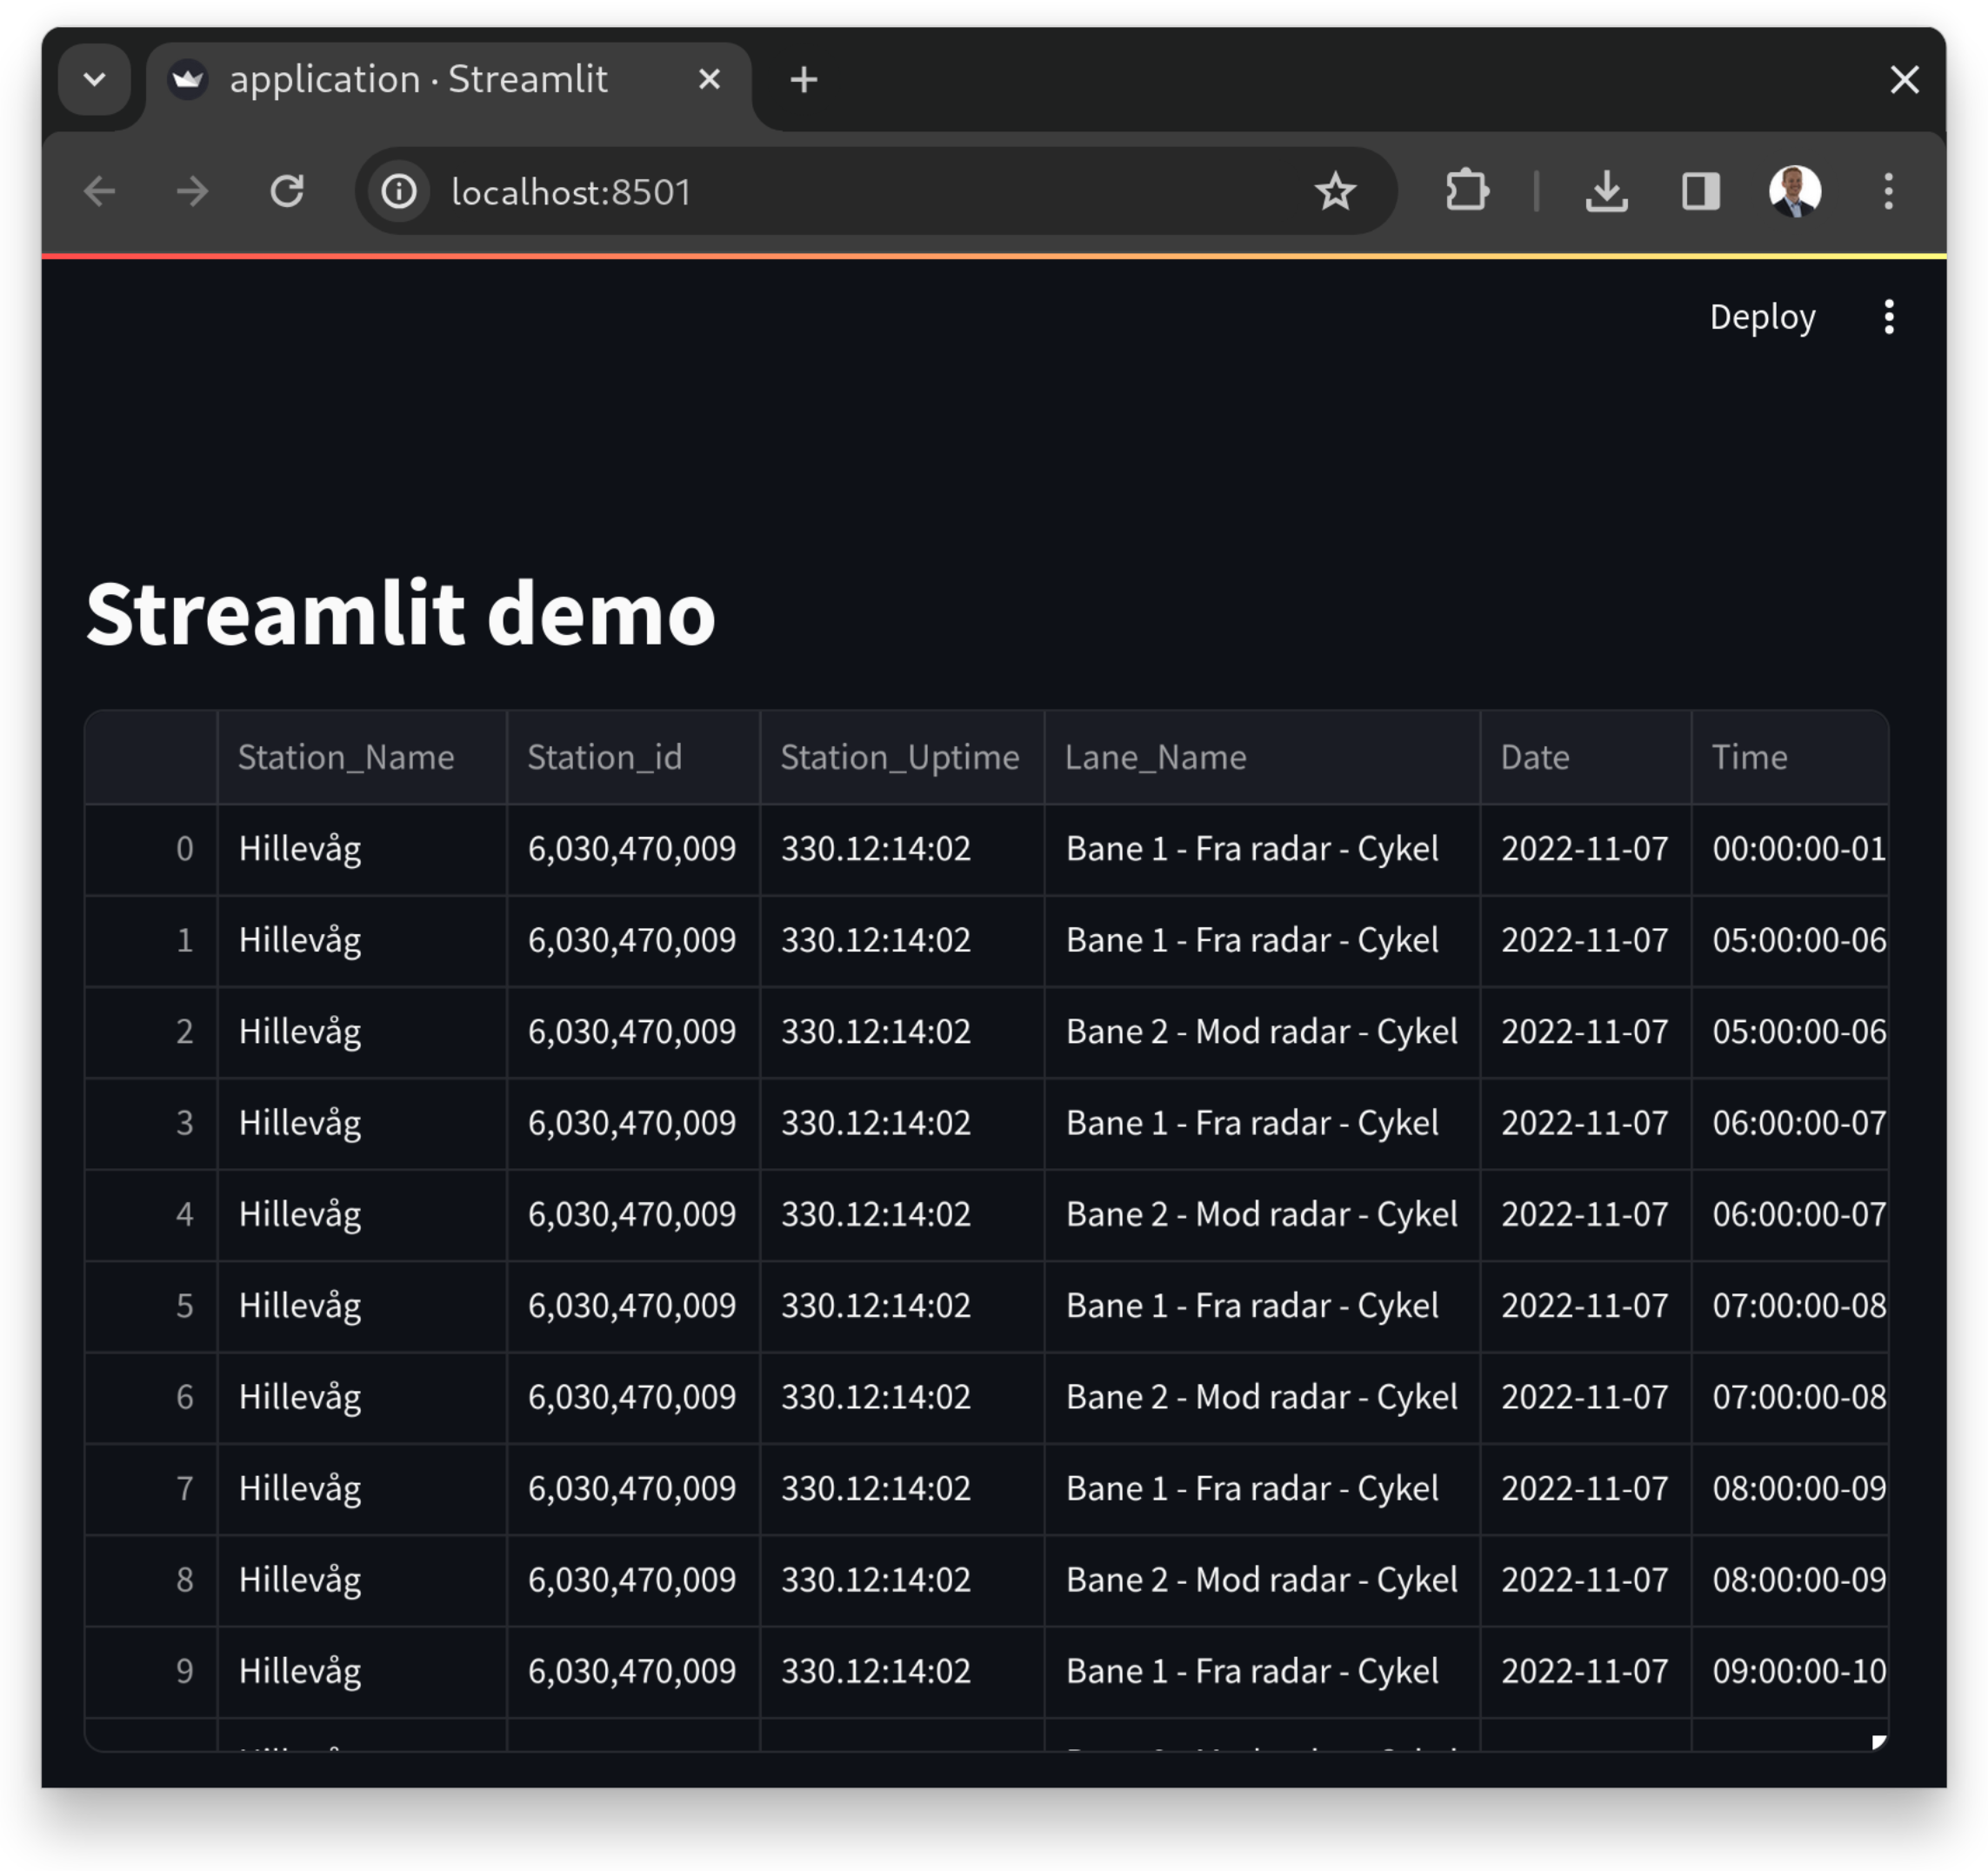 application · Streamlit
localhost:8501
Deploy
Streamlit demo
Station_Name Station_id Station_Uptime Lane_Name Date Time
0 Hillevåg 6,030,470,009 330.12:14:02 Bane 1 - Fra radar - Cykel 2022-11-07 00:00:00-01
1 Hillevåg 6,030,470,009 330.12:14:02 Bane 1 - Fra radar - Cykel 2022-11-07 05:00:00-06
2 Hillevåg 6,030,470,009 330.12:14:02 Bane 2 - Mod radar - Cykel 2022-11-07 05:00:00-06
3 Hillevåg 6,030,470,009 330.12:14:02 Bane 1 - Fra radar - Cykel 2022-11-07 06:00:00-07
4 Hillevåg 6,030,470,009 330.12:14:02 Bane 2 - Mod radar - Cykel 2022-11-07 06:00:00-07
5 Hillevåg 6,030,470,009 330.12:14:02 Bane 1 - Fra radar - Cykel 2022-11-07 07:00:00-08
6 Hillevåg 6,030,470,009 330.12:14:02 Bane 2 - Mod radar - Cykel 2022-11-07 07:00:00-08
7 Hillevåg 6,030,470,009 330.12:14:02 Bane 1 - Fra radar - Cykel 2022-11-07 08:00:00-09
8 Hillevåg 6,030,470,009 330.12:14:02 Bane 2 - Mod radar - Cykel 2022-11-07 08:00:00-09
9 Hillevåg 6,030,470,009 330.12:14:02 Bane 1 - Fra radar - Cykel 2022-11-07 09:00:00-10